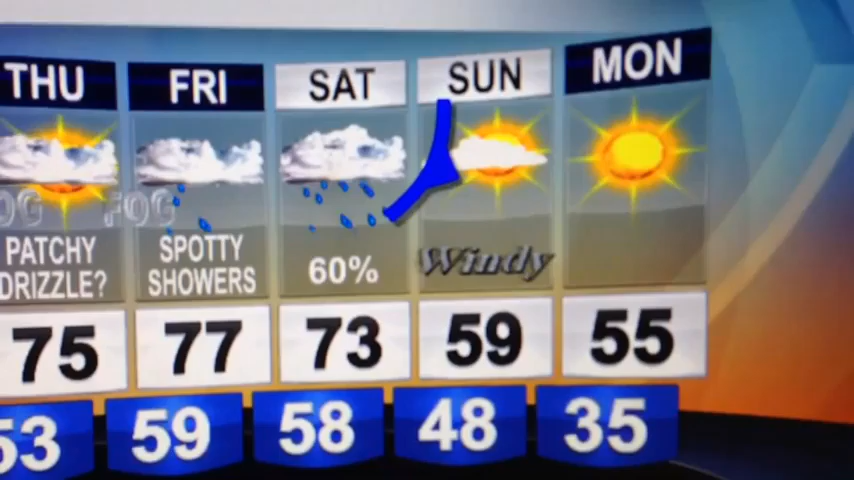 THU FRI SAT SUN MON
FOG
PATCHY
DRIZZLE?
SPOTTY
SHOWERS
60%
Windy
75 77 73 59 55
53 59 58 48 35